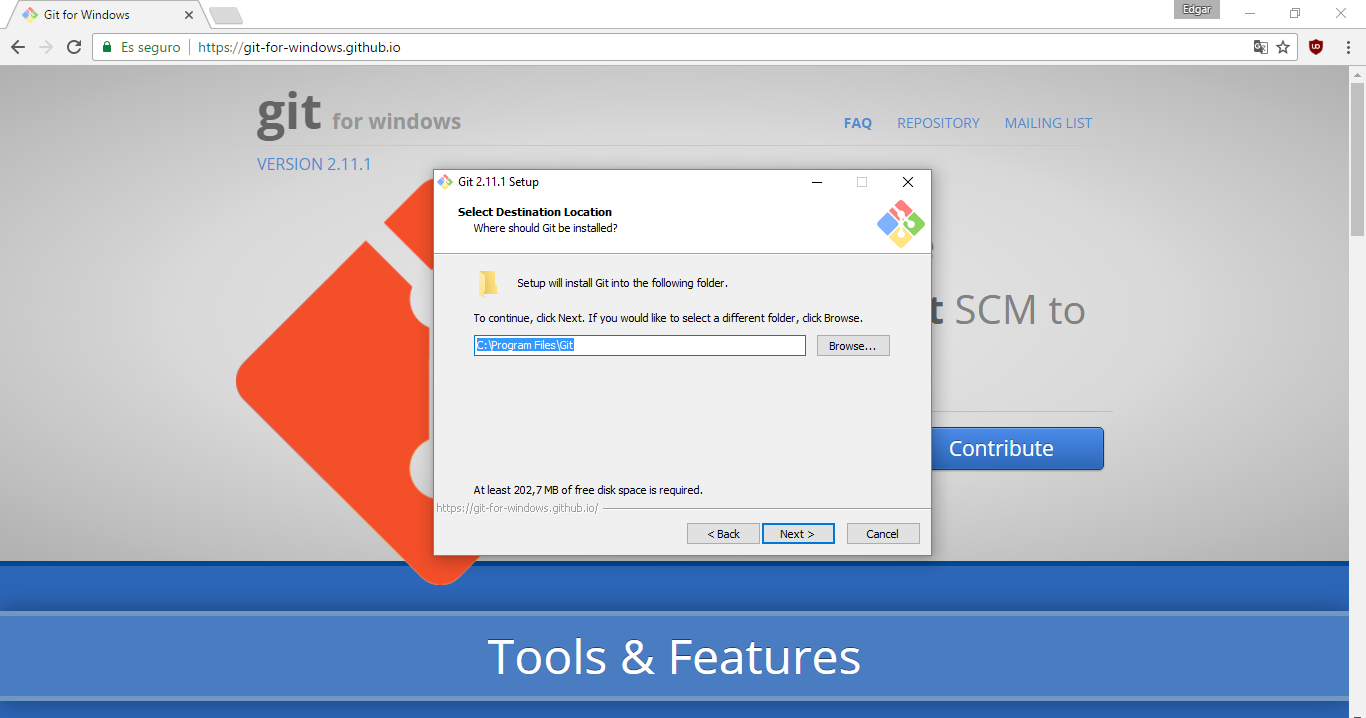 Git for Windows
Edgar
Es seguro
https://git-for-windows.github.io
git for windows
FAQ REPOSITORY MAILING LIST
VERSION 2.11.1
Git 2.11.1 Setup
Select Destination Location
Where should Git be installed?
Setup will install Git into the following folder.
t SCM to
To continue, click Next. If you would like to select a different folder, click Browse.
C:\Program Files\Git
Browse...
Contribute
At least 202,7 MB of free disk space is required.
https://git-for-windows.github.io/
< Back Next > Cancel
Tools & Features